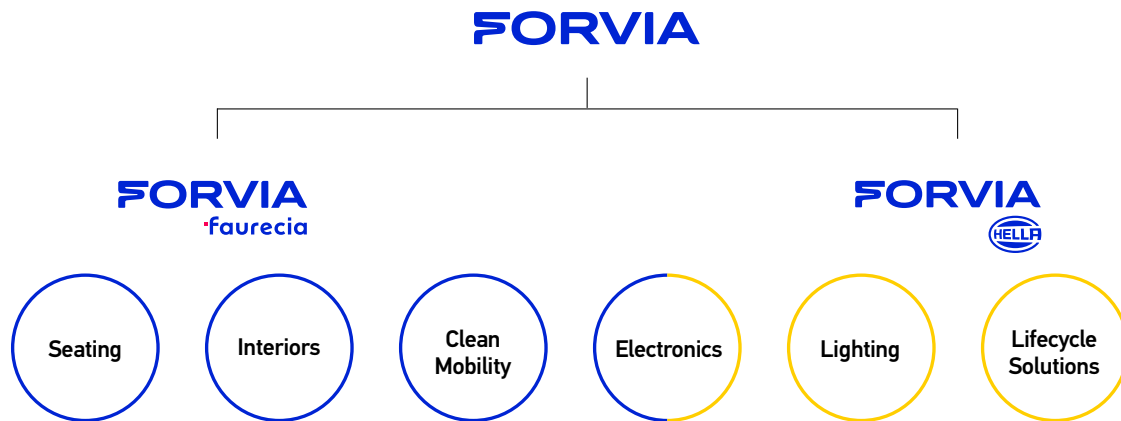 FORVIA
FORVIA
faurecia
FORVIA
HELLA
Seating
Interiors
Clean
Mobility
Electronics
Lighting
Lifecycle
Solutions